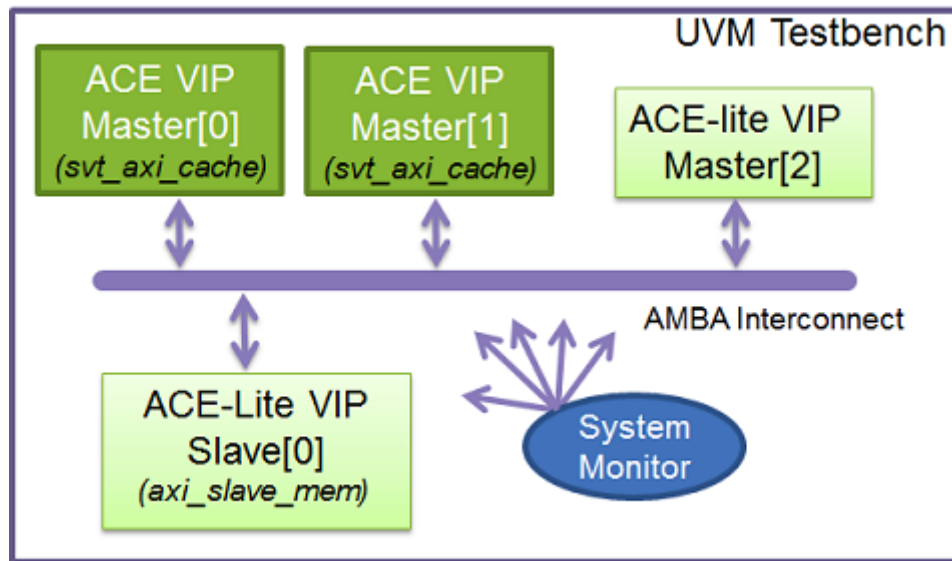 UVM Testbench
ACE VIP
Master[0]
(svt_axi_cache)
ACE VIP
Master[1]
(svt_axi_cache)
ACE-lite VIP
Master[2]
AMBA Interconnect
ACE-Lite VIP
Slave[0]
(axi_slave_mem)
System
Monitor